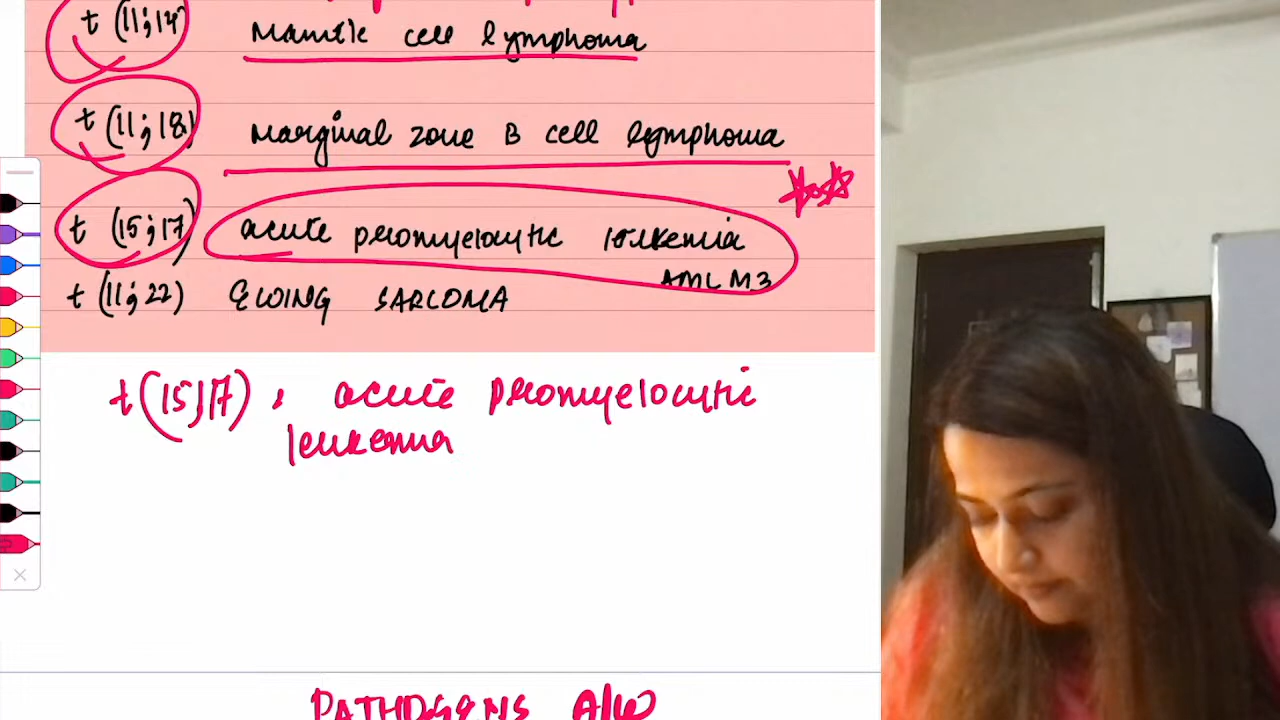 t (11;14) Mantle cell lymphoma
t (11;18) Marginal zone B cell lymphoma
t (15;17) acute promyelocytic leukemia
AML M3
t (11;22) EWING SARCOMA
t(15;17), acute promyelocytic
leukemia
PATHOGENS A/W